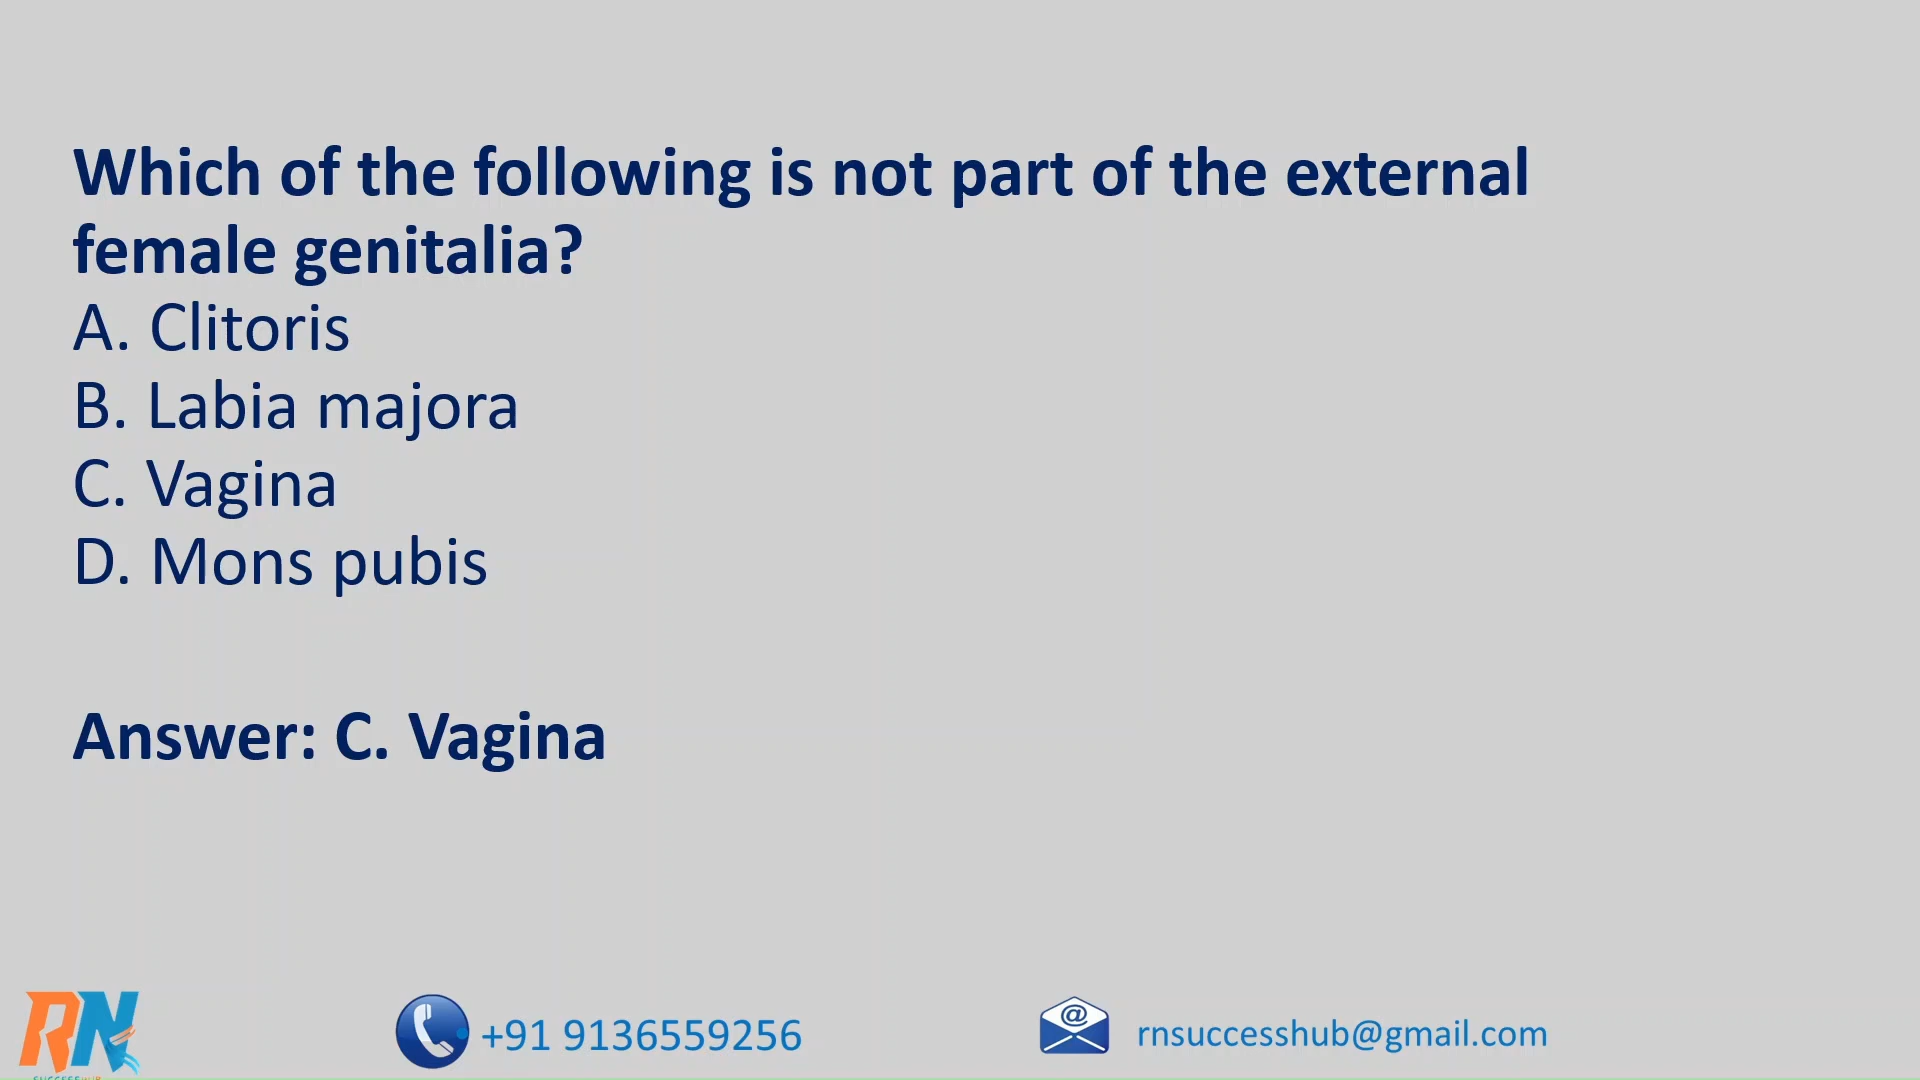 Which of the following is not part of the external
female genitalia?
A. Clitoris
B. Labia majora
C. Vagina
D. Mons pubis
Answer: C. Vagina
RN
+91 9136559256
@
rnsuccesshub@gmail.com